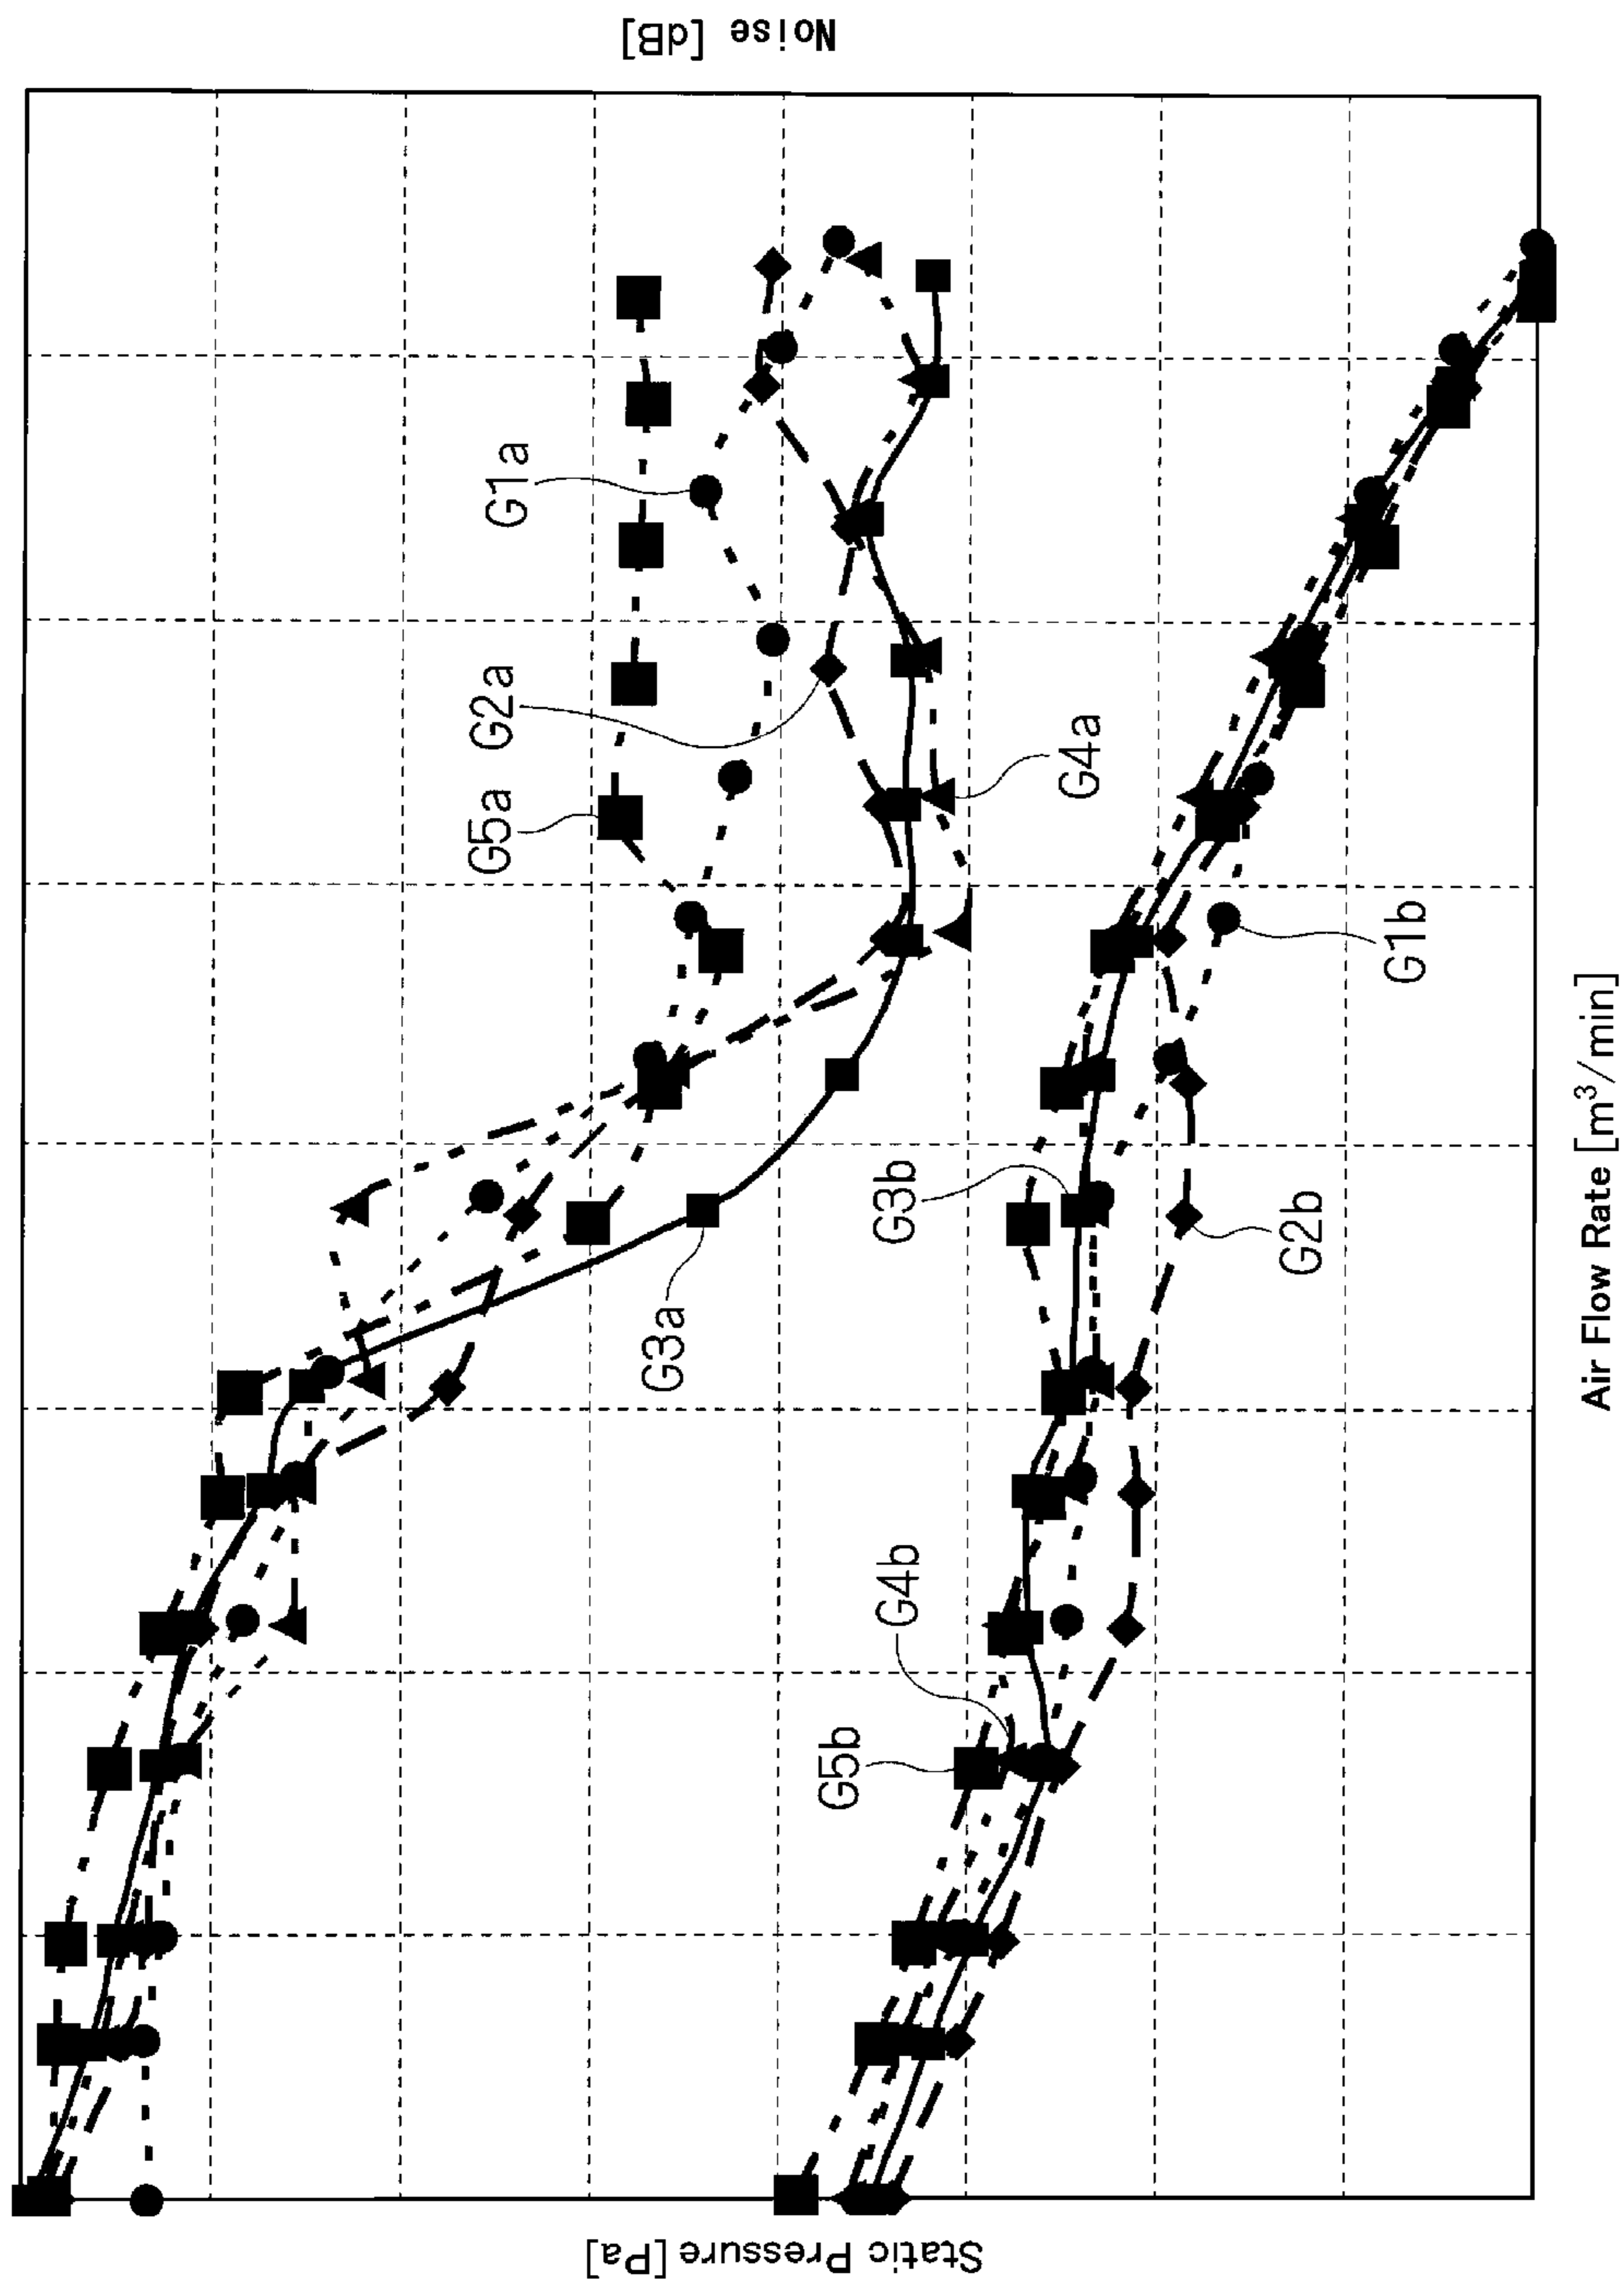 Noise [dB]
G1a
G2a
G5a
G4a
G1b
G3b
G2b
G3a
G4b
G5b
Air Flow Rate [m³/min]
Static Pressure [Pa]